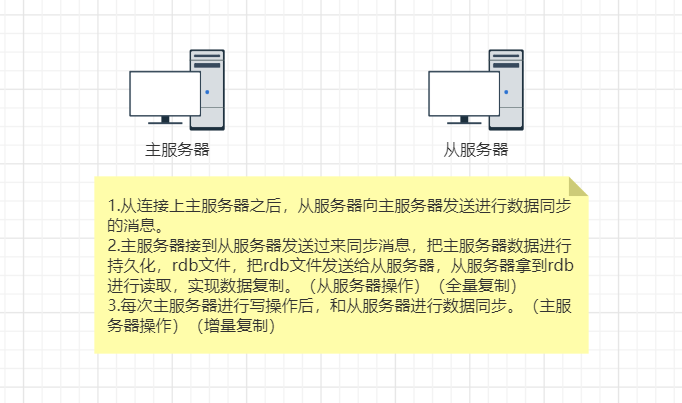 主服务器
从服务器
1.从连接上主服务器之后，从服务器向主服务器发送进行数据同步
的消息。
2.主服务器接到从服务器发送过来同步消息，把主服务器数据进行
持久化，rdb文件，把rdb文件发送给从服务器，从服务器拿到rdb
进行读取，实现数据复制。（从服务器操作）（全量复制）
3.每次主服务器进行写操作后，和从服务器进行数据同步。（主服
务器操作）（增量复制）